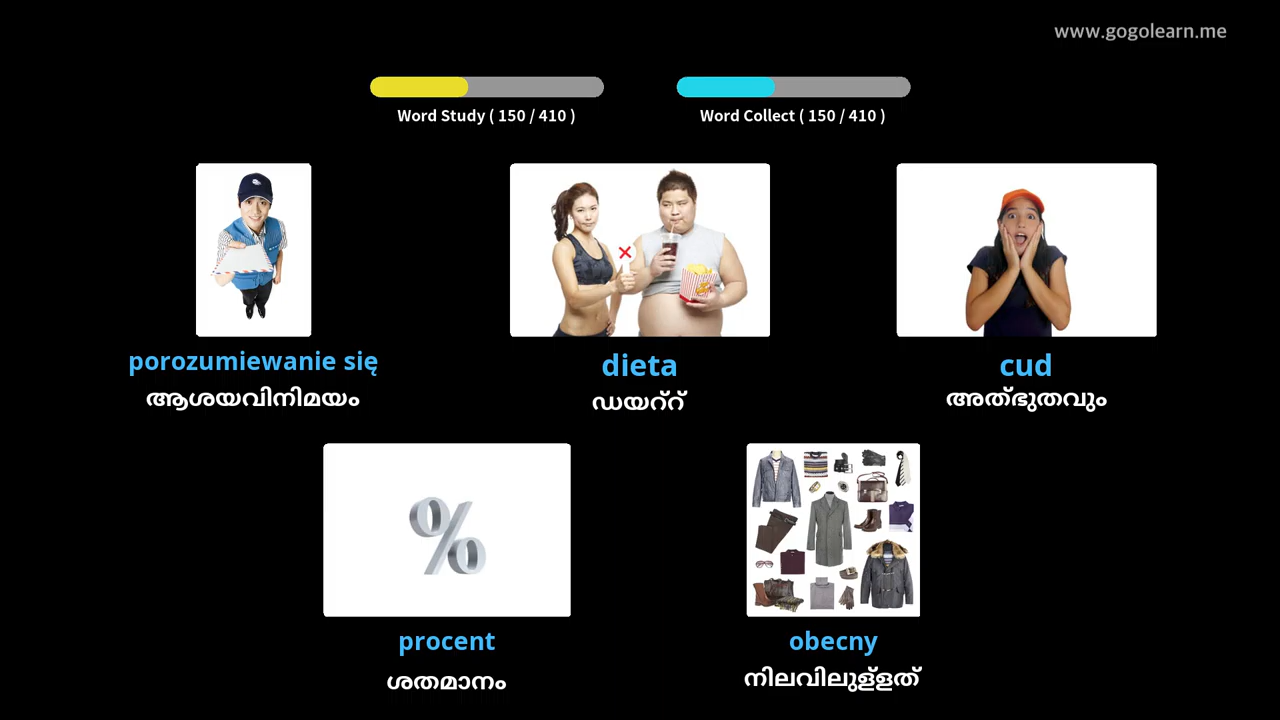 www.gogolearn.me
Word Study ( 150 / 410 )
Word Collect ( 150 / 410 )
porozumiewanie się
ആശയവിനിമയം
dieta
ഡയറ്റ്
cud
അത്ഭുതവും
%
procent
ശതമാനം
obecny
നിലവിലുള്ളത്